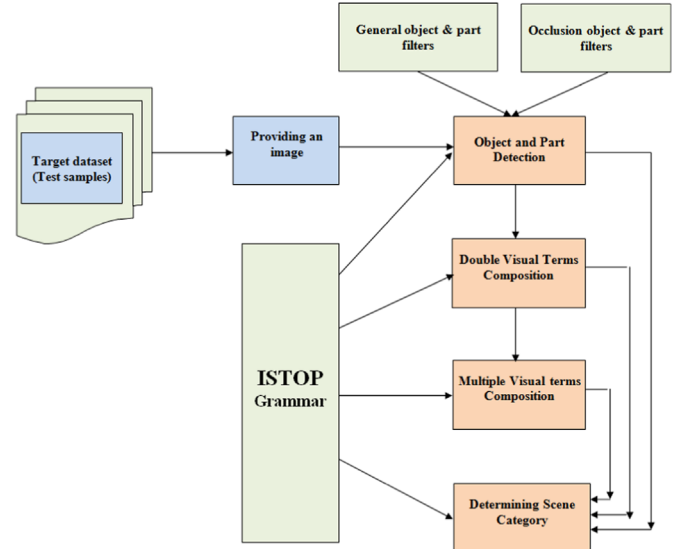 General object & part
filters
Occlusion object & part
filters
Target dataset
(Test samples)
Providing an
image
Object and Part
Detection
Double Visual Terms
Composition
ISTOP
Grammar
Multiple Visual terms
Composition
Determining Scene
Category